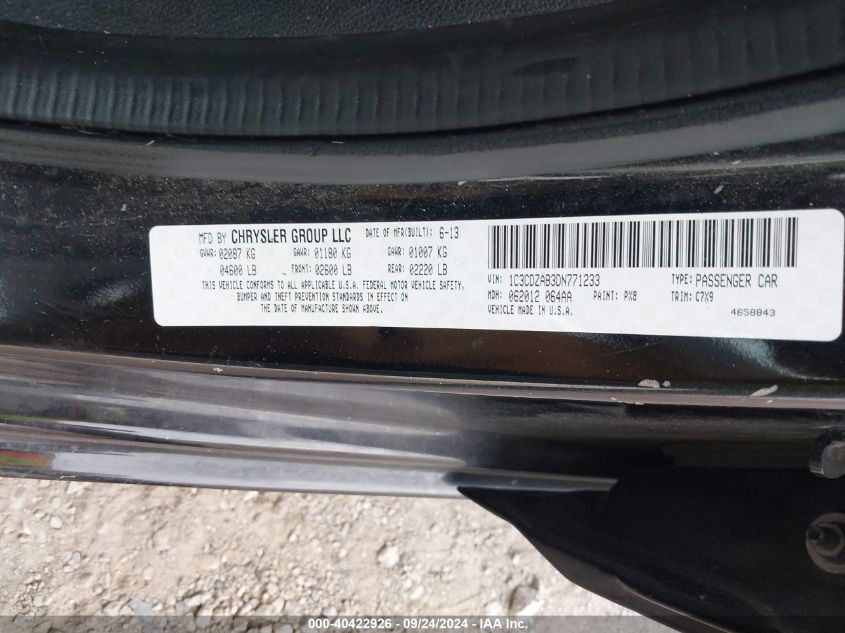 MFD BY CHRYSLER GROUP LLC DATE OF MFR(BUILT): 6-13
GVWR: 02087 KG GAWR: 01180 KG GAWR: 01007 KG
04600 LB FRONT: 02600 LB REAR: 02220 LB
THIS VEHICLE CONFORMS TO ALL APPLICABLE U.S.A. FEDERAL MOTOR VEHICLE SAFETY,
BUMPER AND THEFT PREVENTION STANDARDS IN EFFECT ON
THE DATE OF MANUFACTURE SHOWN ABOVE.
VIN: 1C3CDZAB3DN771233 TYPE: PASSENGER CAR
MDH: 062012 064AA PAINT: PX8 TRIM: C7X9
VEHICLE MADE IN U.S.A. 4658843
000-40422926 - 09/24/2024 - IAA, Inc.